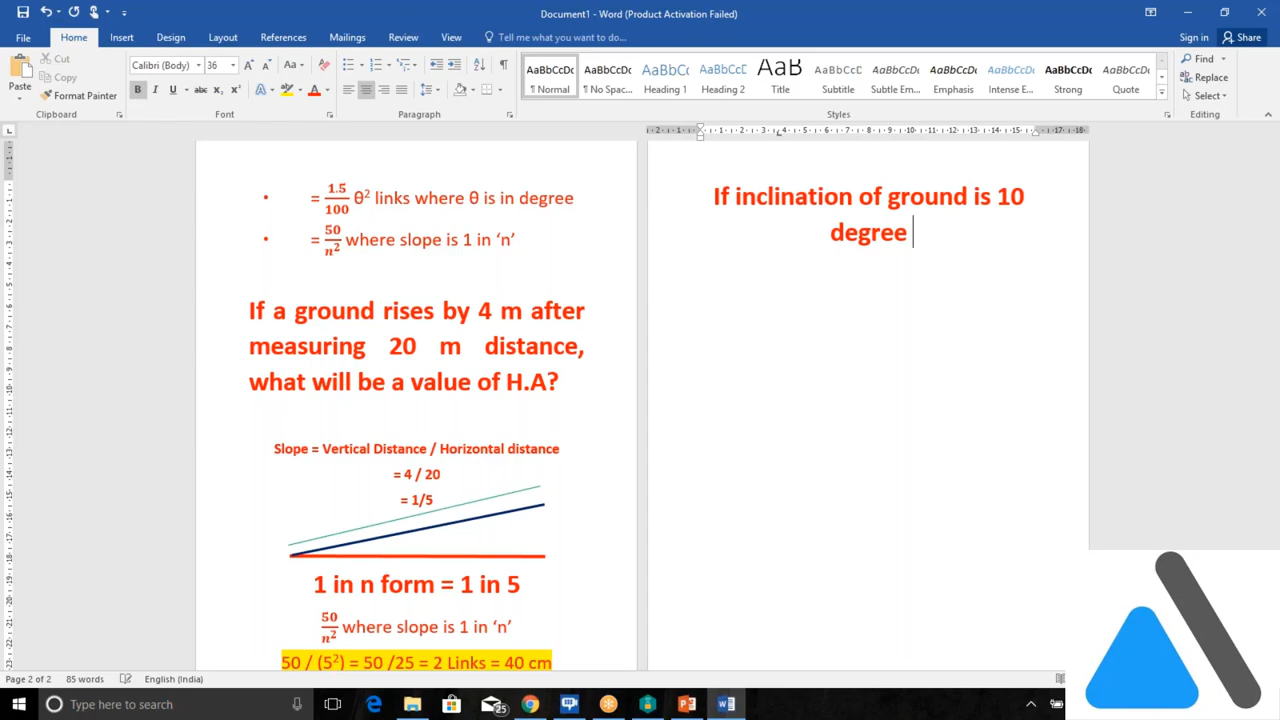 Document1 - Word (Product Activation Failed)
Sign in
Share
File
Home
Insert
Design
Layout
References
Mailings
Review
View
Tell me what you want to do...
Paste
Cut
Copy
Format Painter
Clipboard
Calibri (Body)
36
Font
Paragraph
AaBbCcDc
¶ Normal
AaBbCcDc
¶ No Spac...
AaBbCc
Heading 1
AaBbCcC
Heading 2
AaB
Title
AaBbCcC
Subtitle
AaBbCcDc
Subtle Em...
AaBbCcDc
Emphasis
AaBbCcDc
Intense E...
AaBbCcDc
Strong
AaBbCcDc
Quote
Styles
Find
Replace
Select
Editing
• = 1.5/100 θ² links where θ is in degree
• = 50/n² where slope is 1 in ‘n’
If a ground rises by 4 m after
measuring 20 m distance,
what will be a value of H.A?
Slope = Vertical Distance / Horizontal distance
= 4 / 20
= 1/5
1 in n form = 1 in 5
50/n² where slope is 1 in ‘n’
50 / (5²) = 50 /25 = 2 Links = 40 cm
If inclination of ground is 10
degree
Page 2 of 2
85 words
English (India)
Type here to search
25